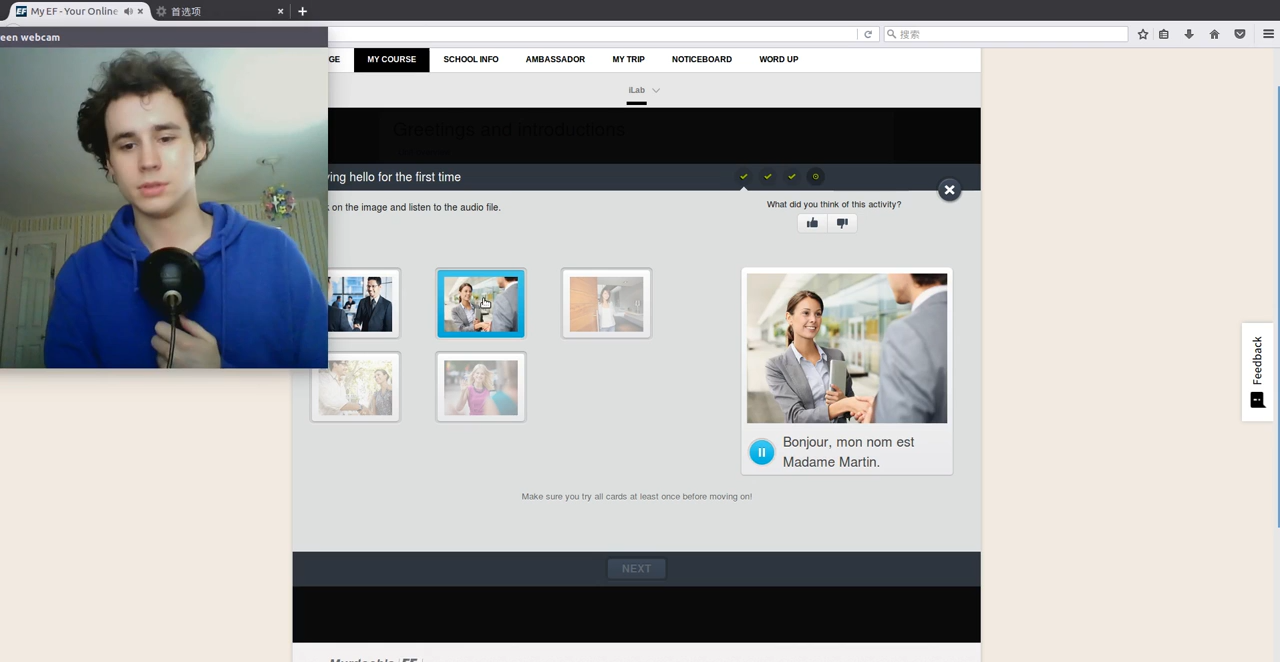 My EF - Your Online
首选项
een webcam
搜索
GE
MY COURSE
SCHOOL INFO
AMBASSADOR
MY TRIP
NOTICEBOARD
WORD UP
iLab
Greetings and introductions
ying hello for the first time
k on the image and listen to the audio file.
What did you think of this activity?
Bonjour, mon nom est
Madame Martin.
Make sure you try all cards at least once before moving on!
Feedback
NEXT